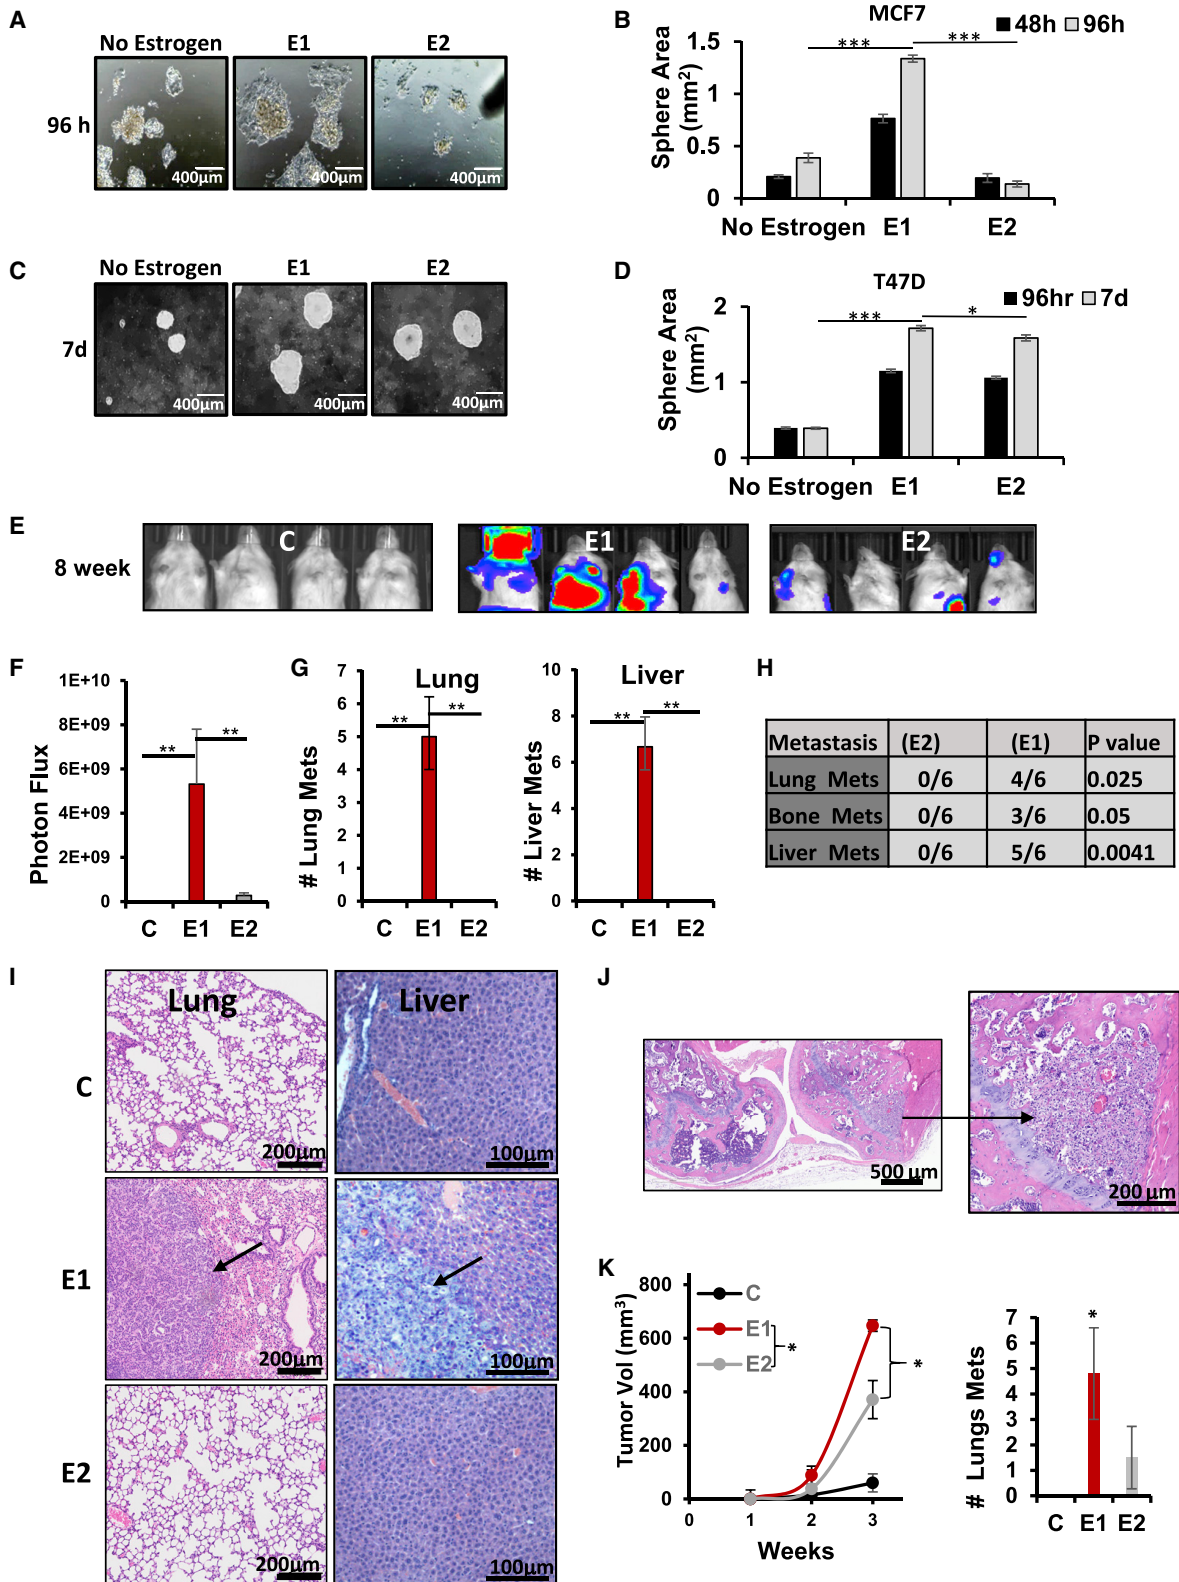 A
No Estrogen E1 E2
96 h
400µm 400µm 400µm
B
MCF7
48h 96h
Sphere Area
(mm²)
1.5
1
0.5
0
*** ***
No Estrogen E1 E2
C
No Estrogen E1 E2
7d
400µm 400µm 400µm
D
T47D
96hr 7d
Sphere Area
(mm²)
2
1
0
*** *
No Estrogen E1 E2
E
8 week
C E1 E2
F
Photon Flux
1E+10
8E+09
6E+09
4E+09
2E+09
0
** **
C E1 E2
G
Lung
# Lung Mets
7
6
5
4
3
2
1
0
** **
C E1 E2
Liver
# Liver Mets
10
8
6
4
2
0
** **
C E1 E2
H
Metastasis (E2) (E1) P value
Lung Mets 0/6 4/6 0.025
Bone Mets 0/6 3/6 0.05
Liver Mets 0/6 5/6 0.0041
I
Lung Liver
C
200µm 100µm
E1
200µm 100µm
E2
200µm 100µm
J
500 µm
200 µm
K
Tumor Vol (mm³)
800
600
400
200
0
C
E1
E2
*
*
0 1 2 3
Weeks
# Lungs Mets
7
6
5
4
3
2
1
0
*
C E1 E2